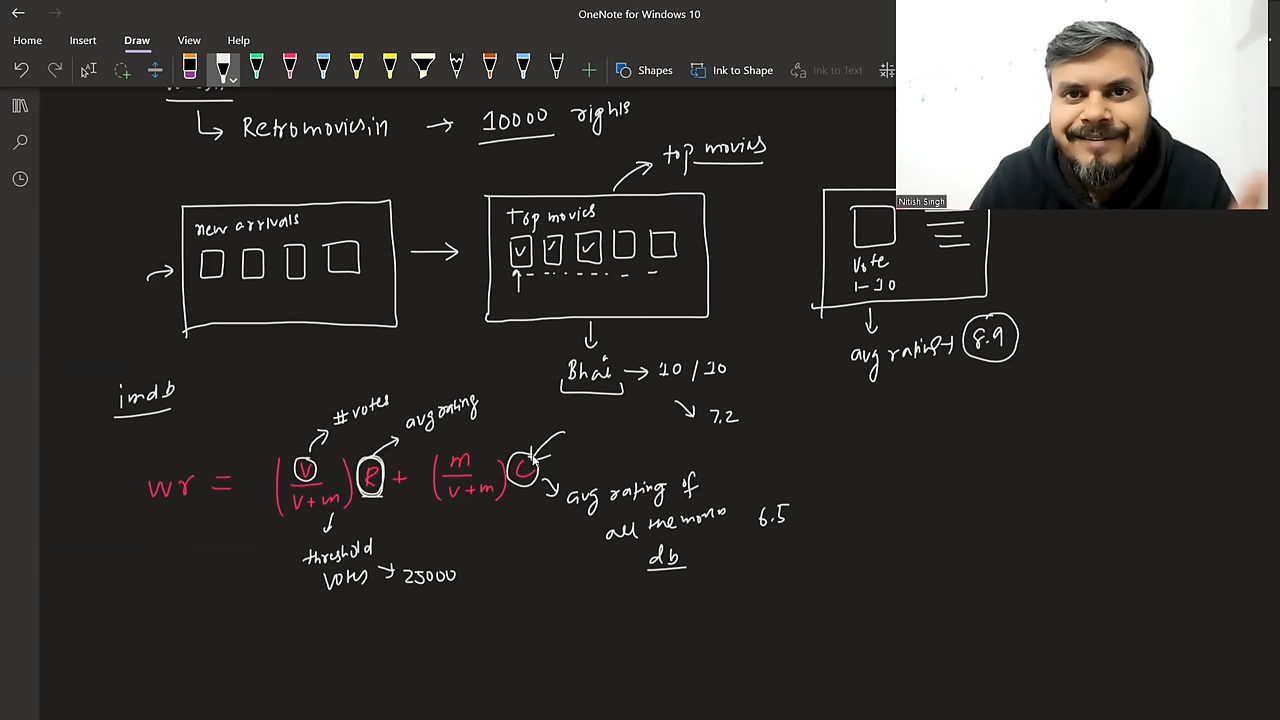 OneNote for Windows 10
Home Insert Draw View Help
Shapes Ink to Shape Ink to Text
Retromovies.in → 10000 rights
top movies
Nitish Singh
new arrivals
Top movies
Vote
1-10
avg rating → 8.9
Bhai → 10/10
7.2
imdb
#votes
avg rating
wr = (v/v+m) R + (m/v+m) C
avg rating of
all the movies 6.5
db
threshold
votes → 25000